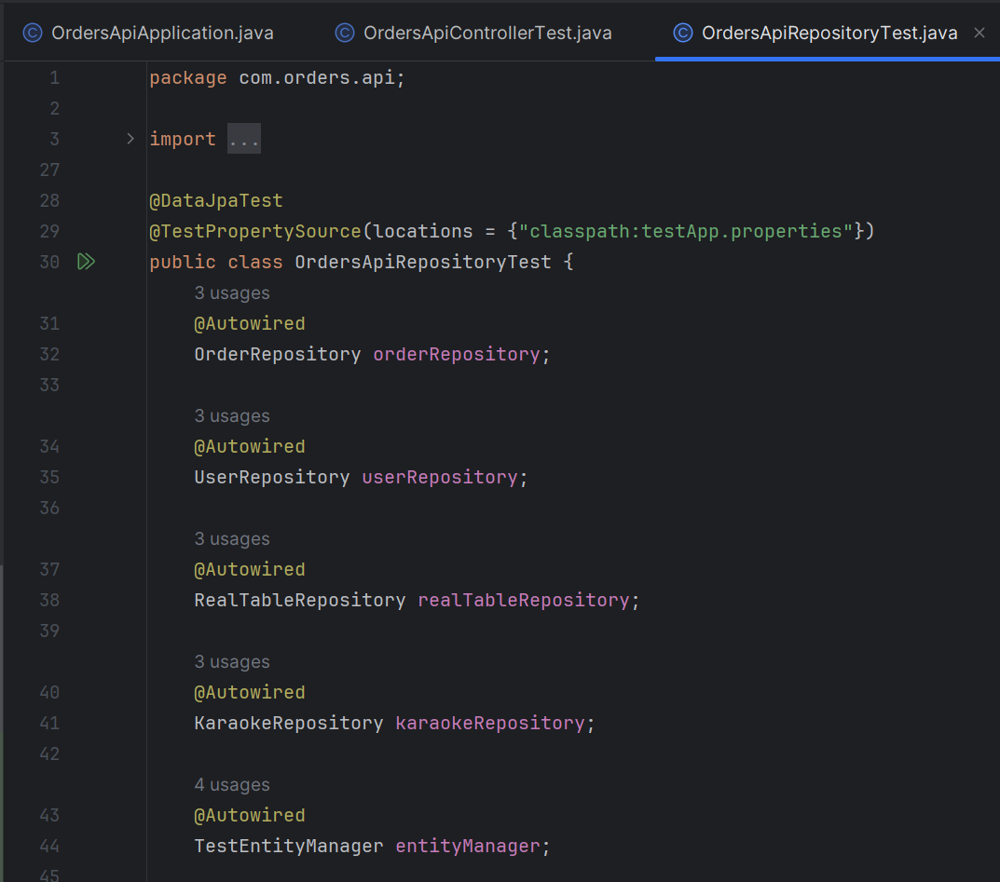 OrdersApiApplication.java OrdersApiControllerTest.java OrdersApiRepositoryTest.java
1 package com.orders.api;
2
3 import ...
27
28 @DataJpaTest
29 @TestPropertySource(locations = {"classpath:testApp.properties"})
30 public class OrdersApiRepositoryTest {
3 usages
31 @Autowired
32 OrderRepository orderRepository;
33
3 usages
34 @Autowired
35 UserRepository userRepository;
36
3 usages
37 @Autowired
38 RealTableRepository realTableRepository;
39
3 usages
40 @Autowired
41 KaraokeRepository karaokeRepository;
42
4 usages
43 @Autowired
44 TestEntityManager entityManager;
45